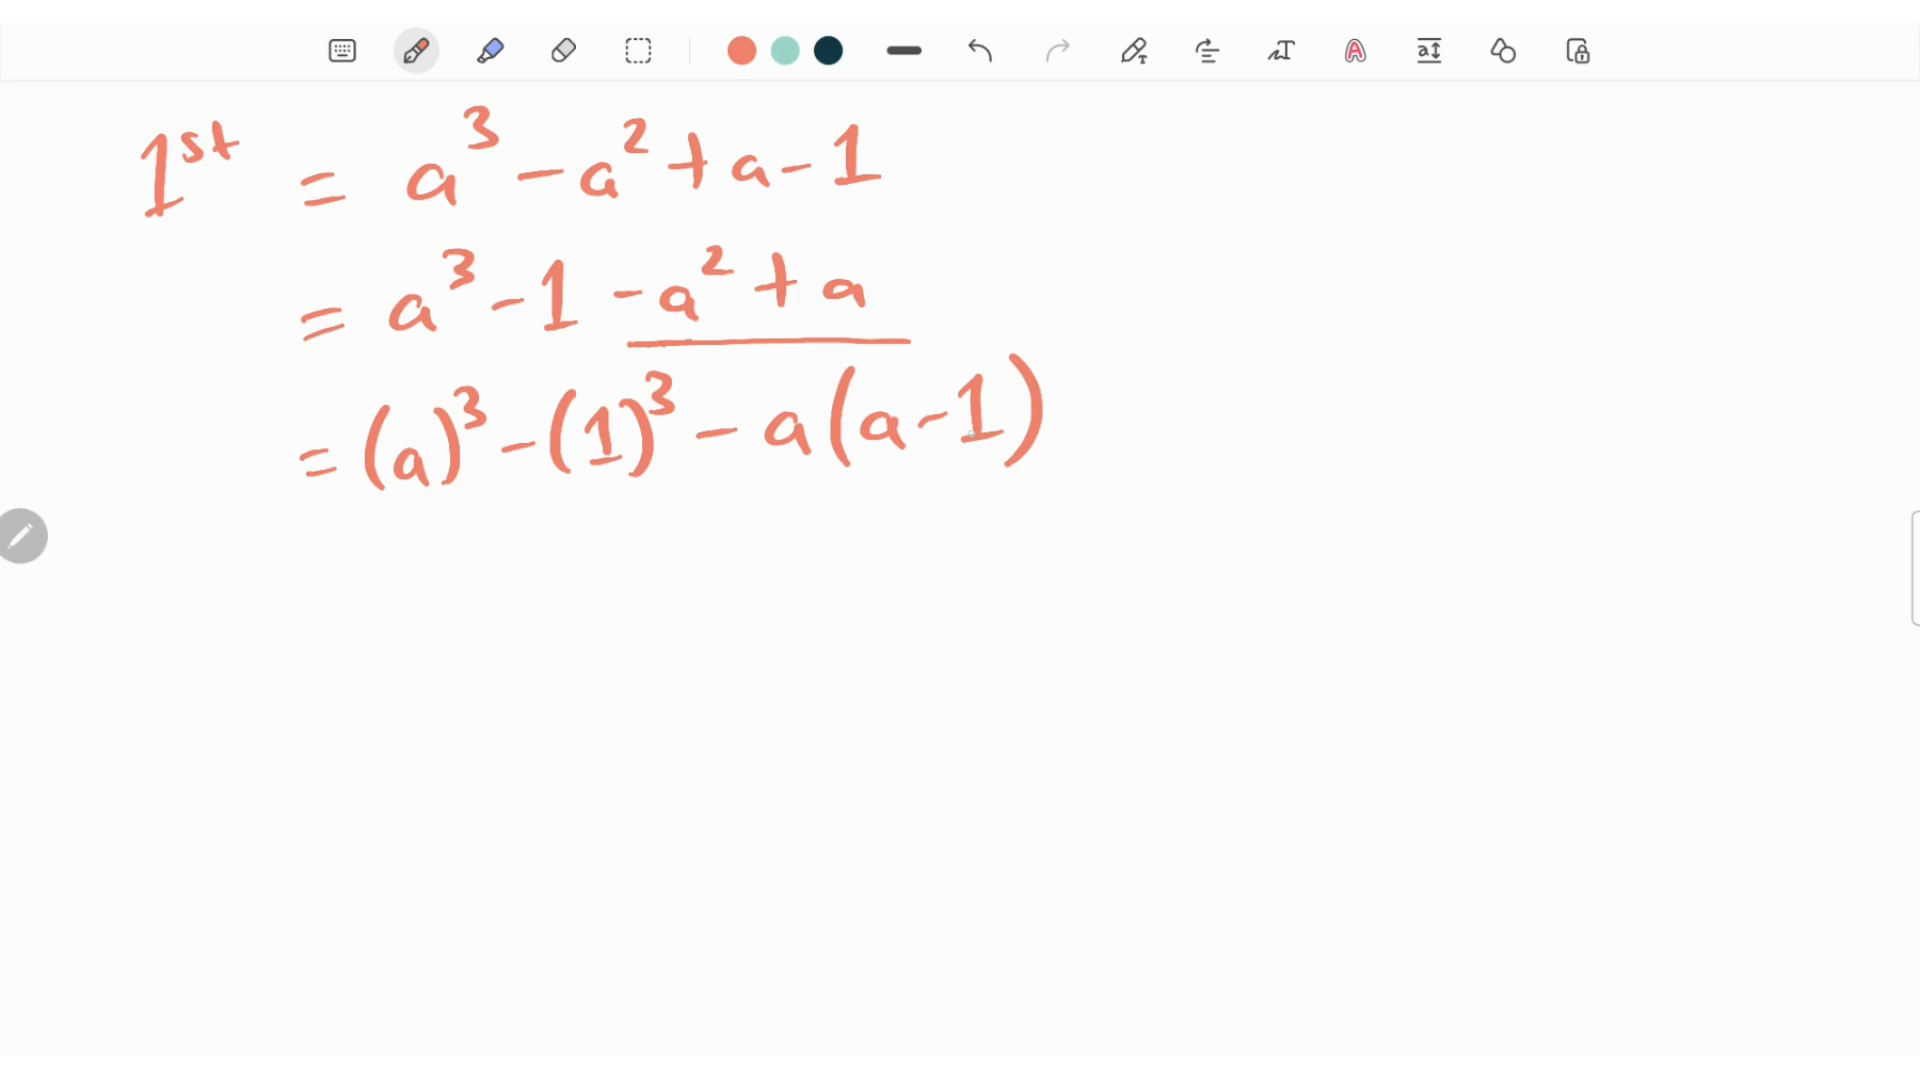 1st = a³ - a² + a - 1
= a³ - 1 - a² + a
= (a)³ - (1)³ - a(a - 1)